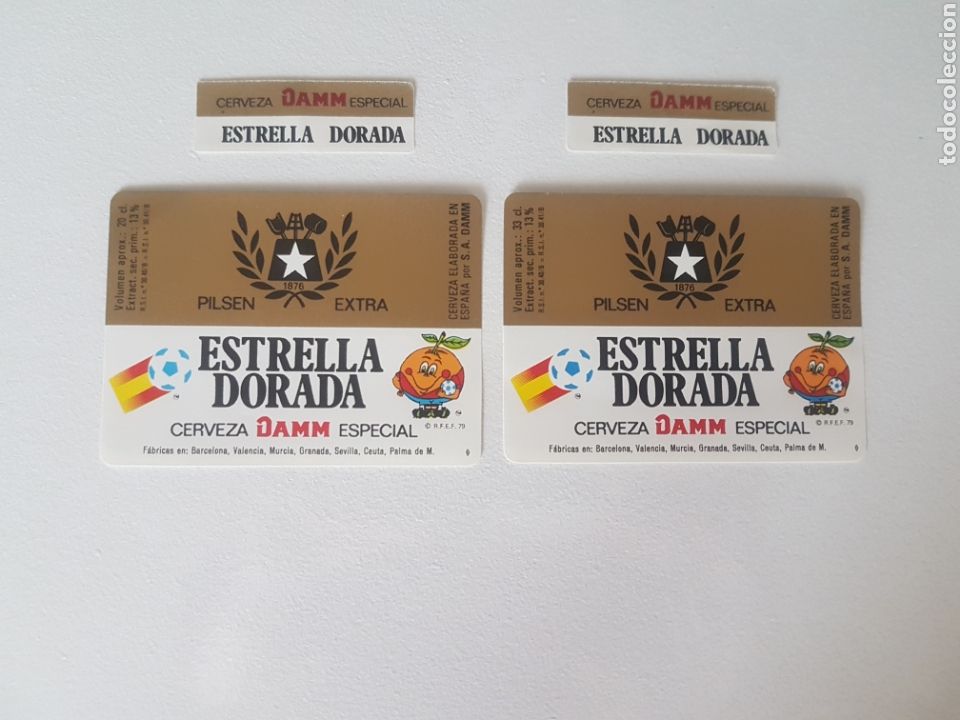 CERVEZA DAMM ESPECIAL
ESTRELLA DORADA
CERVEZA DAMM ESPECIAL
ESTRELLA DORADA
Volumen aprox.: 20 cl.
Extract. sec. prim.: 13 %
1876
PILSEN EXTRA
CERVEZA ELABORADA EN
ESPAÑA por S. A. DAMM
ESTRELLA
DORADA
CERVEZA DAMM ESPECIAL
© R.F.E.F. 79
Fábricas en: Barcelona, Valencia, Murcia, Granada, Sevilla, Ceuta, Palma de M.
Volumen aprox.: 33 cl.
Extract. sec. prim.: 13 %
1876
PILSEN EXTRA
CERVEZA ELABORADA EN
ESPAÑA por S. A. DAMM
ESTRELLA
DORADA
CERVEZA DAMM ESPECIAL
© R.F.E.F. 79
Fábricas en: Barcelona, Valencia, Murcia, Granada, Sevilla, Ceuta, Palma de M.
todocoleccion